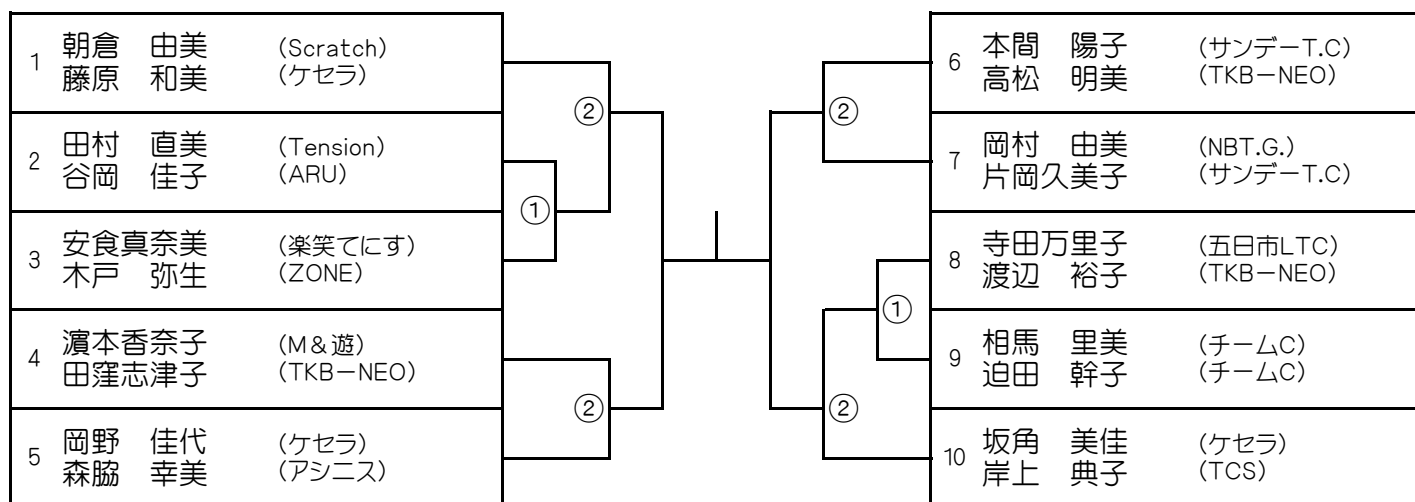 1 朝倉　由美 (Scratch)
藤原　和美 (ケセラ)
2 田村　直美 (Tension)
谷岡　佳子 (ARU)
3 安食真奈美 (楽笑てにす)
木戸　弥生 (ZONE)
4 濵本香奈子 (M&遊)
田窪志津子 (TKB−NEO)
5 岡野　佳代 (ケセラ)
森脇　幸美 (アシニス)
②
①
②
②
①
②
6 本間　陽子 (サンデーT.C)
高松　明美 (TKB−NEO)
7 岡村　由美 (NBT.G.)
片岡久美子 (サンデーT.C)
8 寺田万里子 (五日市LTC)
渡辺　裕子 (TKB−NEO)
9 相馬　里美 (チームC)
迫田　幹子 (チームC)
10 坂角　美佳 (ケセラ)
岸上　典子 (TCS)